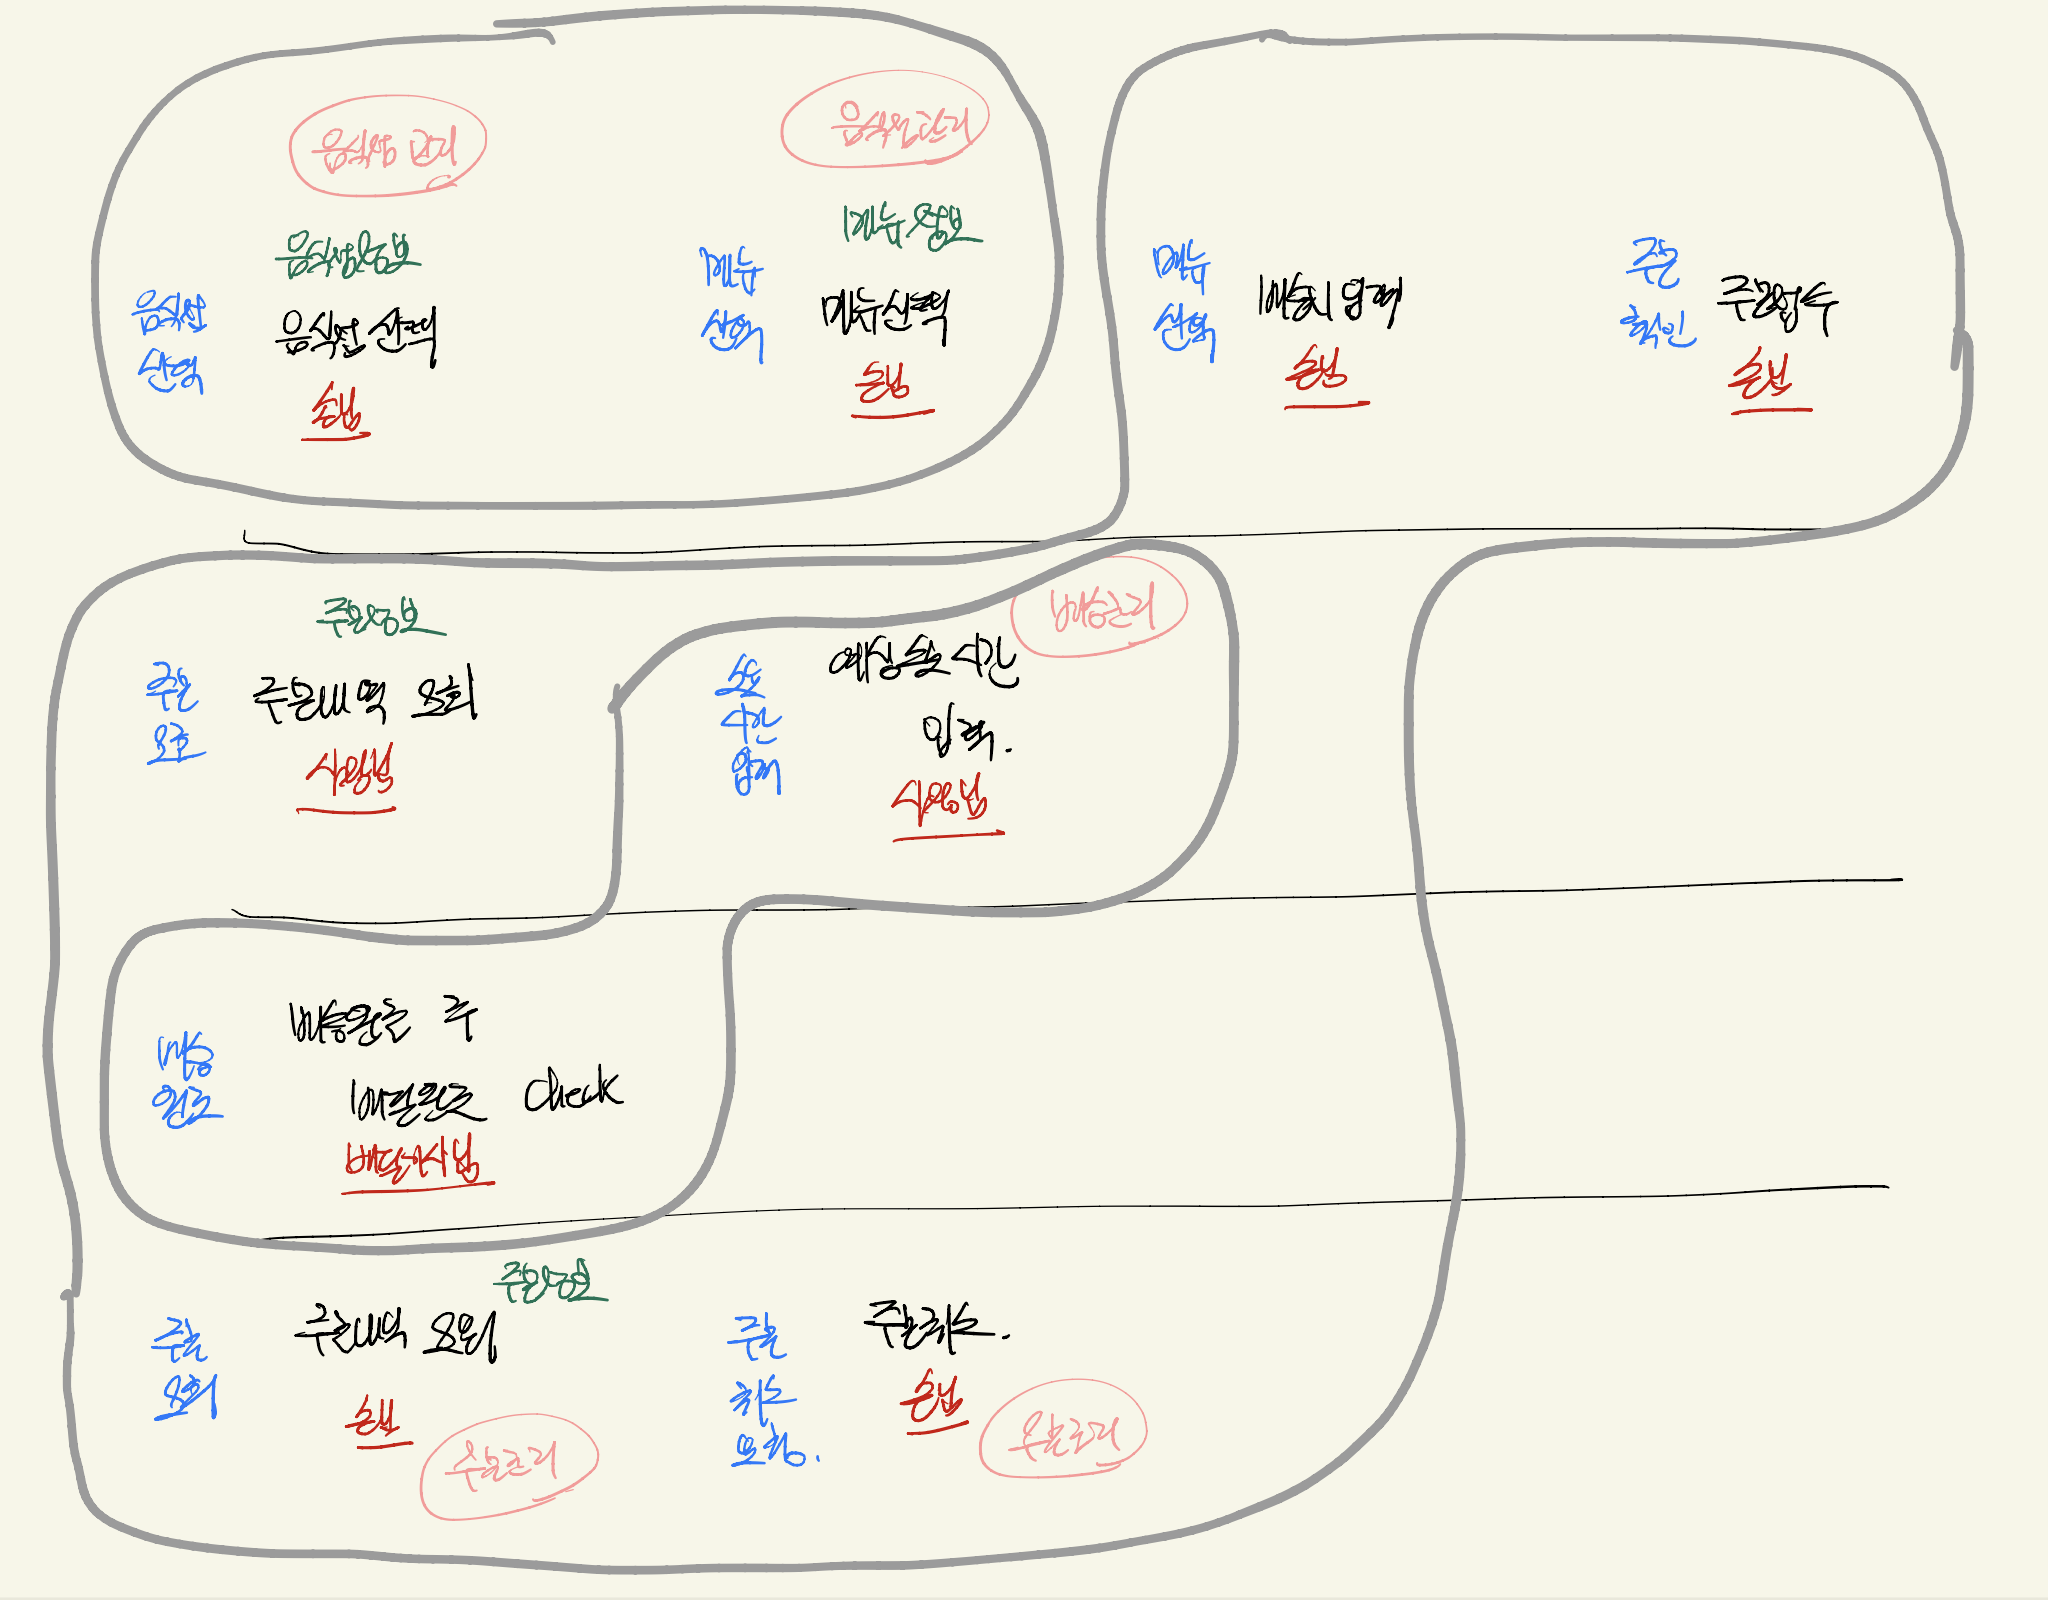 음식점 관리
음식점관리
음식점정보
메뉴정보
음식점
선택
음식점 선택
손님
메뉴
선택
메뉴선택
손님
메뉴
선택
손님
주문
확인
주문접수
손님
주문정보
주문
주문내역 조회
사장님
배송관리
소요
시간
입력
예상소요 시간
입력.
사장님
배송
완료
배송완료 후
배달완료 check
배달기사님
주문정보
주문
조회
주문내역 조회
손님
주문관리
주문
취소
요청.
주문취소.
손님
주문관리